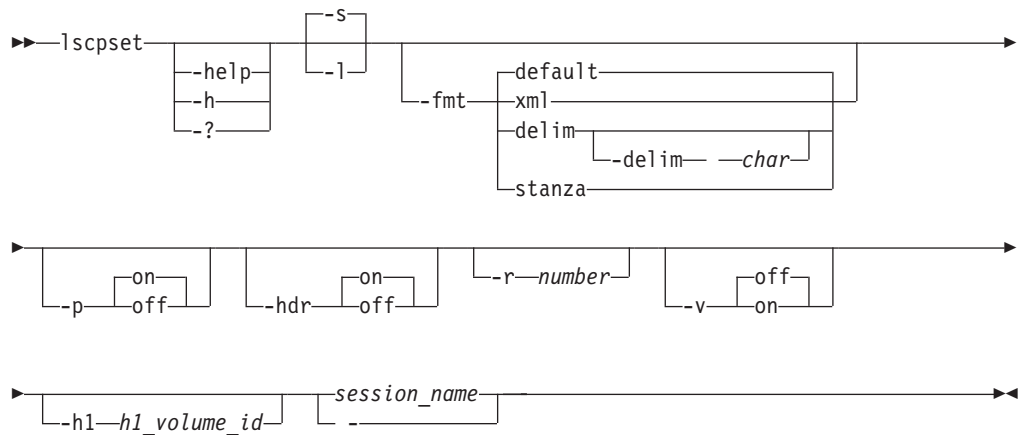 -s
lscpset
-help
-h
-?
-l
-fmt
default
xml
delim
-delim char
stanza
-p
on
off
-hdr
on
off
-r number
-v
off
on
-h1 h1_volume_id
session_name
-